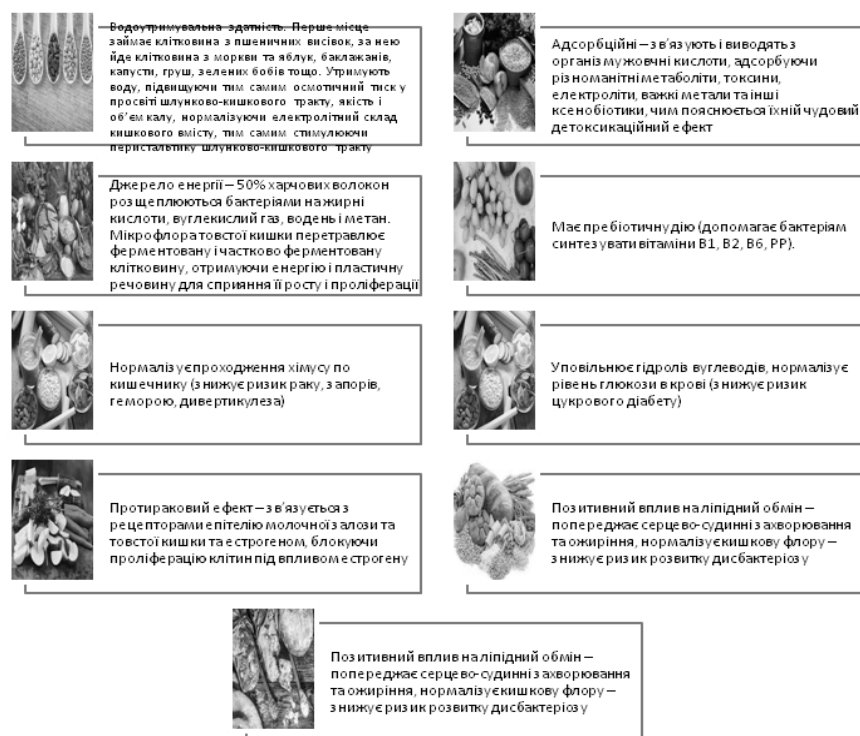 Водоутримувальна здатність. Перше місце
займає клітковина з пшеничних висівок, за нею
йде клітковина з моркви та яблук, баклажанів,
капусти, груш, зелених бобів тощо. Утримують
воду, підвищуючи тим самим осмотичний тиск у
просвіті шлунково-кишкового тракту, якість і
об'єм калу, нормалізуючи електролітний склад
кишкового вмісту, тим самим стимулюючи
перистальтику шлунково-кишкового тракту
Адсорбційні – зв'язують і виводять з
організму жовчні кислоти, адсорбуючи
різноманітні метаболіти, токсини,
електроліти, важкі метали та інші
ксенобіотики, чим пояснюється їхній чудовий
детоксикаційний ефект
Джерело енергії – 50% харчових волокон
розщеплюються бактеріями на жирні
кислоти, вуглекислий газ, водень і метан.
Мікрофлора товстої кишки перетравлює
ферментовану і частково ферментовану
клітковину, отримуючи енергію і пластичну
речовину для сприяння її росту і проліферації
Має пребіотичну дію (допомагає бактеріям
синтезувати вітаміни В1, В2, В6, РР).
Нормалізує проходження хімусу по
кишечнику (знижує ризик раку, запорів,
геморою, дивертикулеза)
Уповільнює гідроліз вуглеводів, нормалізує
рівень глюкози в крові (знижує ризик
цукрового діабету)
Протираковий ефект – зв'язується з
рецепторами епітелію молочної залози та
товстої кишки та естрогеном, блокуючи
проліферацію клітин під впливом естрогену
Позитивний вплив на ліпідний обмін –
попереджає серцево-судинні захворювання
та ожиріння, нормалізує кишкову флору –
знижує ризик розвитку дисбактеріозу
Позитивний вплив на ліпідний обмін –
попереджає серцево-судинні захворювання
та ожиріння, нормалізує кишкову флору –
знижує ризик розвитку дисбактеріозу